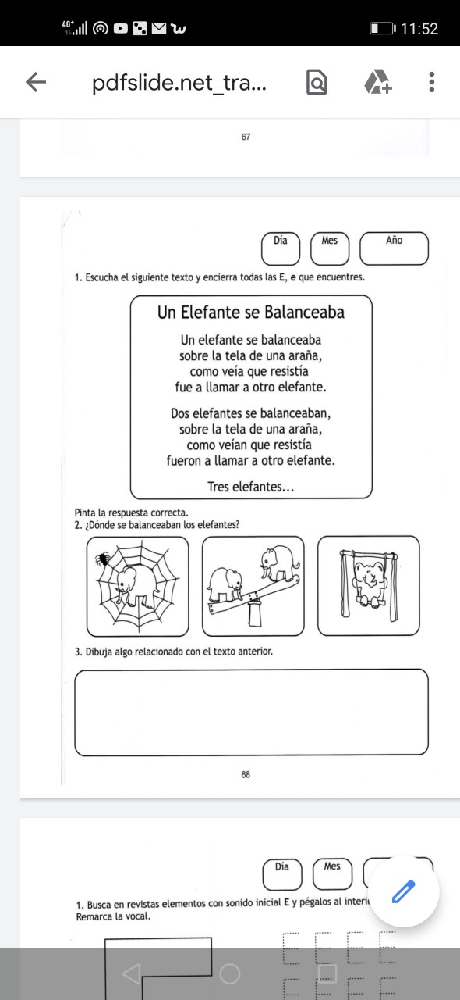 4G+ 11:52
pdfslide.net_tra...
67
Día Mes Año
1. Escucha el siguiente texto y encierra todas las E, e que encuentres.
Un Elefante se Balanceaba
Un elefante se balanceaba
sobre la tela de una araña,
como veía que resistía
fue a llamar a otro elefante.
Dos elefantes se balanceaban,
sobre la tela de una araña,
como veían que resistía
fueron a llamar a otro elefante.
Tres elefantes...
Pinta la respuesta correcta.
2. ¿Dónde se balanceaban los elefantes?
3. Dibuja algo relacionado con el texto anterior.
68
Día Mes
1. Busca en revistas elementos con sonido inicial E y pégalos al
Remarca la vocal.
E E E E
E E E E